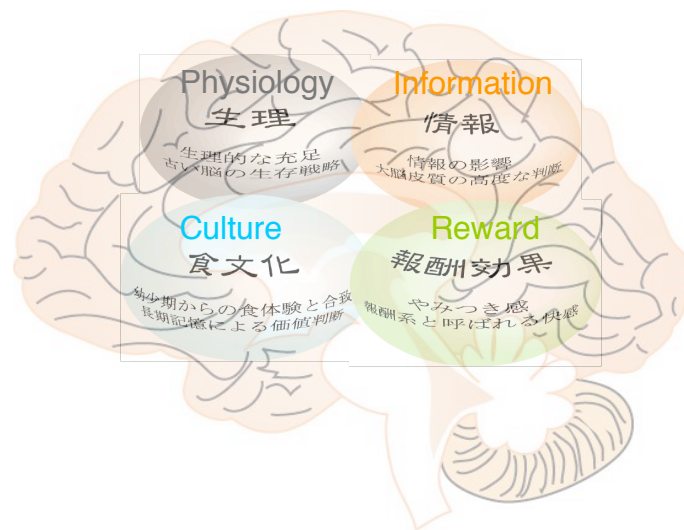 Physiology
生理
生理的な充足
古い脳の生存戦略
Information
情報
情報の影響
大脳皮質の高度な判断
Culture
食文化
幼少期からの食体験と合致
長期記憶による価値判断
Reward
報酬効果
やみつき感
報酬系と呼ばれる快感